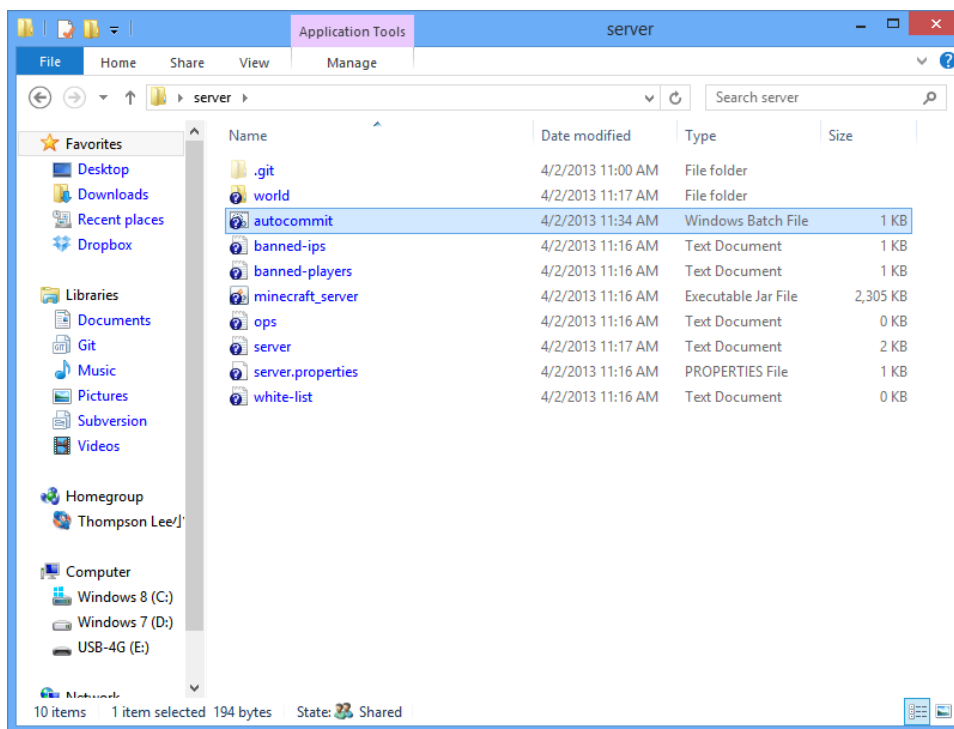 Application Tools
server
File Home Share View Manage
server
Search server
Name Date modified Type Size
.git 4/2/2013 11:00 AM File folder
world 4/2/2013 11:17 AM File folder
autocommit 4/2/2013 11:34 AM Windows Batch File 1 KB
banned-ips 4/2/2013 11:16 AM Text Document 1 KB
banned-players 4/2/2013 11:16 AM Text Document 1 KB
minecraft_server 4/2/2013 11:16 AM Executable Jar File 2,305 KB
ops 4/2/2013 11:16 AM Text Document 0 KB
server 4/2/2013 11:17 AM Text Document 2 KB
server.properties 4/2/2013 11:16 AM PROPERTIES File 1 KB
white-list 4/2/2013 11:16 AM Text Document 0 KB
Favorites
Desktop
Downloads
Recent places
Dropbox
Libraries
Documents
Git
Music
Pictures
Subversion
Videos
Homegroup
Thompson Lee
Computer
Windows 8 (C:)
Windows 7 (D:)
USB-4G (E:)
Network
10 items 1 item selected 194 bytes State: Shared